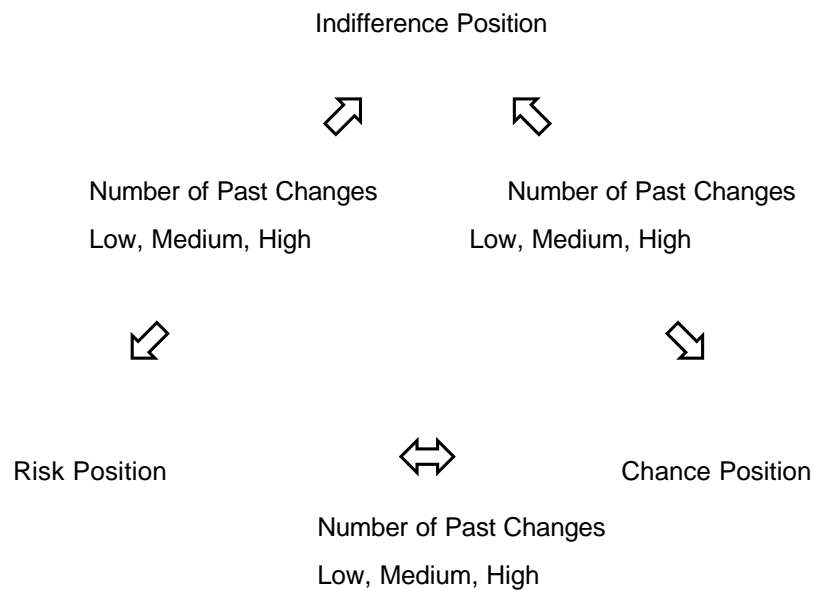 Indifference Position
Number of Past Changes
Low, Medium, High
Number of Past Changes
Low, Medium, High
Risk Position
Chance Position
Number of Past Changes
Low, Medium, High